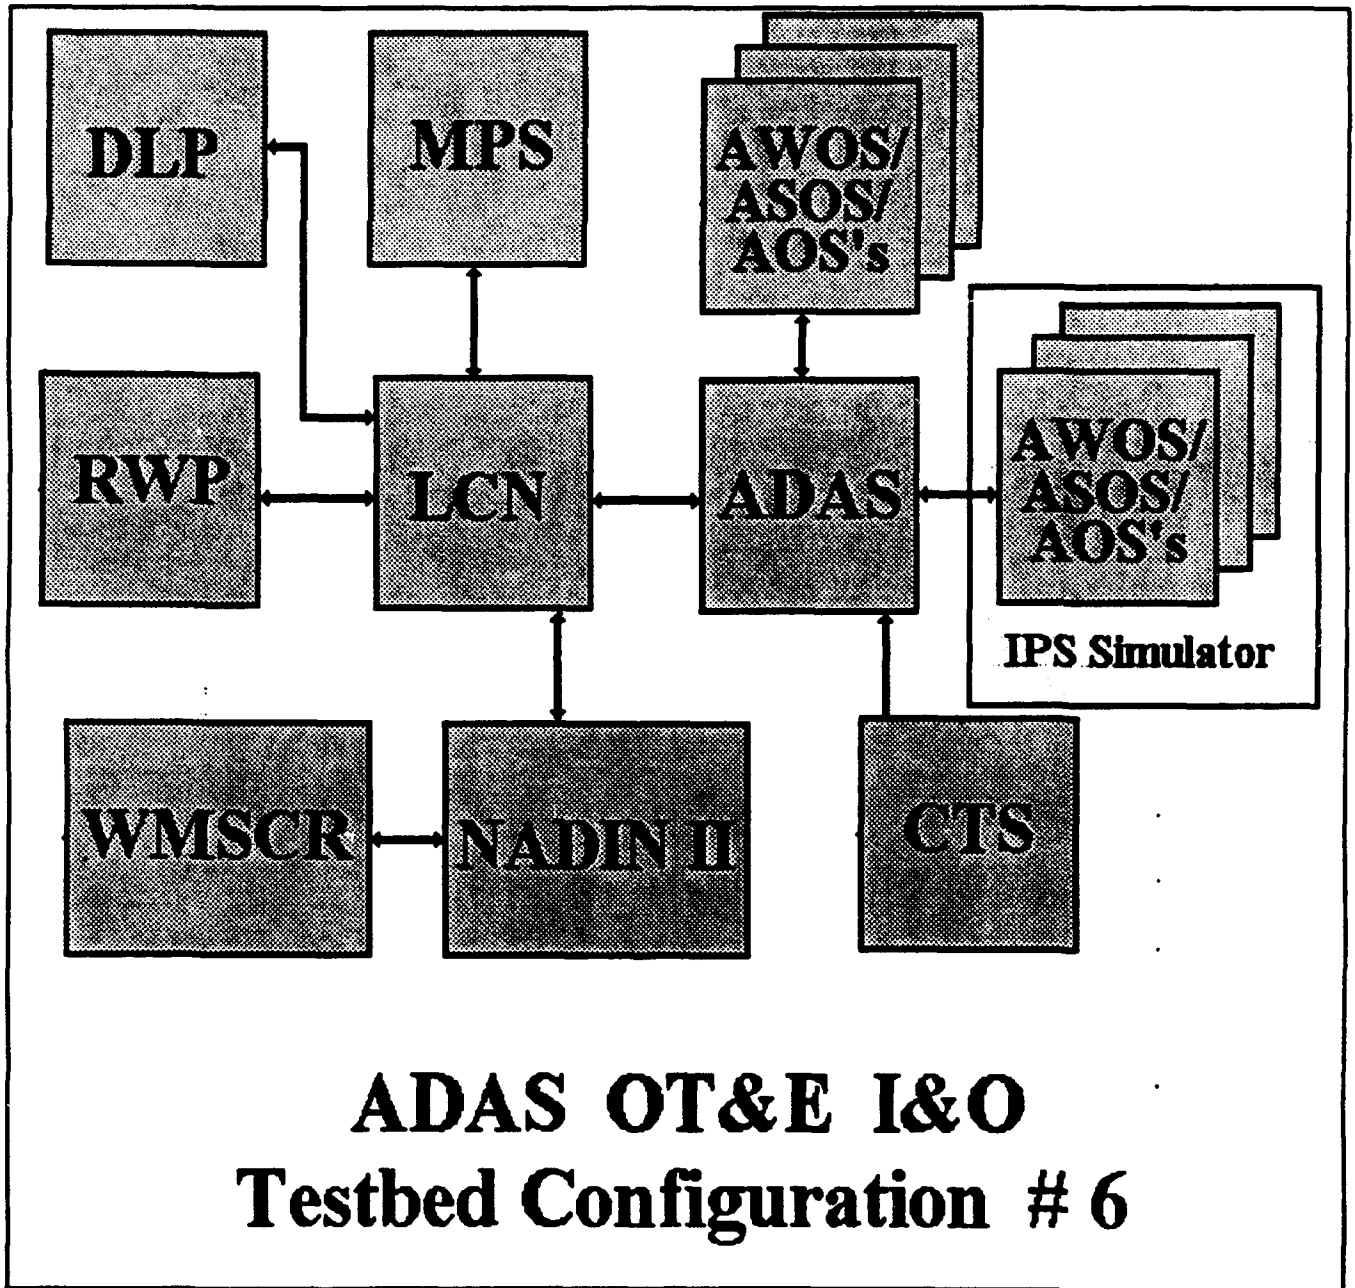 DLP
MPS
AWOS/
ASOS/
AOS's
RWP
LCN
ADAS
AWOS/
ASOS/
AOS's
IPS Simulator
WMSCR
NADIN II
CTS
ADAS OT&E I&O
Testbed Configuration # 6